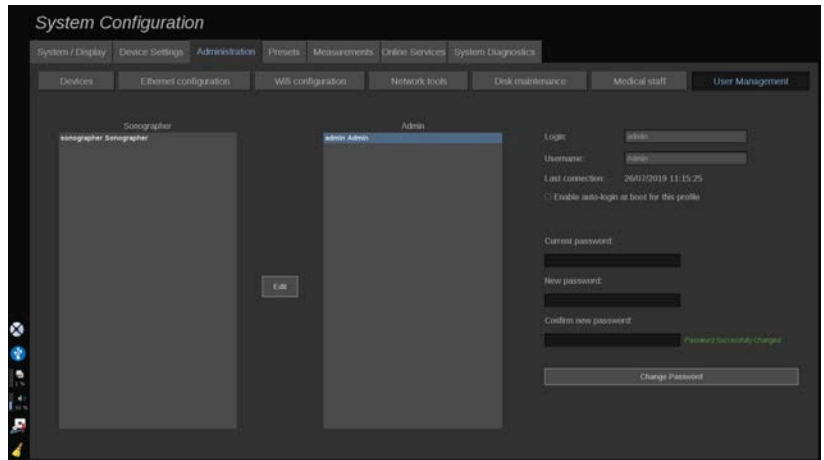 System Configuration
System / Display Device Settings Administration Presets Measurements Online Services System Diagnostics
Devices Ethernet configuration Wifi configuration Network tools Disk maintenance Medical staff User Management
Sonographer Admin
sonographer Sonographer admin Admin
Login: admin
Username: Admin
Last connection: 26/07/2019 11:15:25
Enable auto-login at boot for this profile
Current password:
Edit
New password:
Confirm new password:
Password Successfully Changed
Change Password
1 %